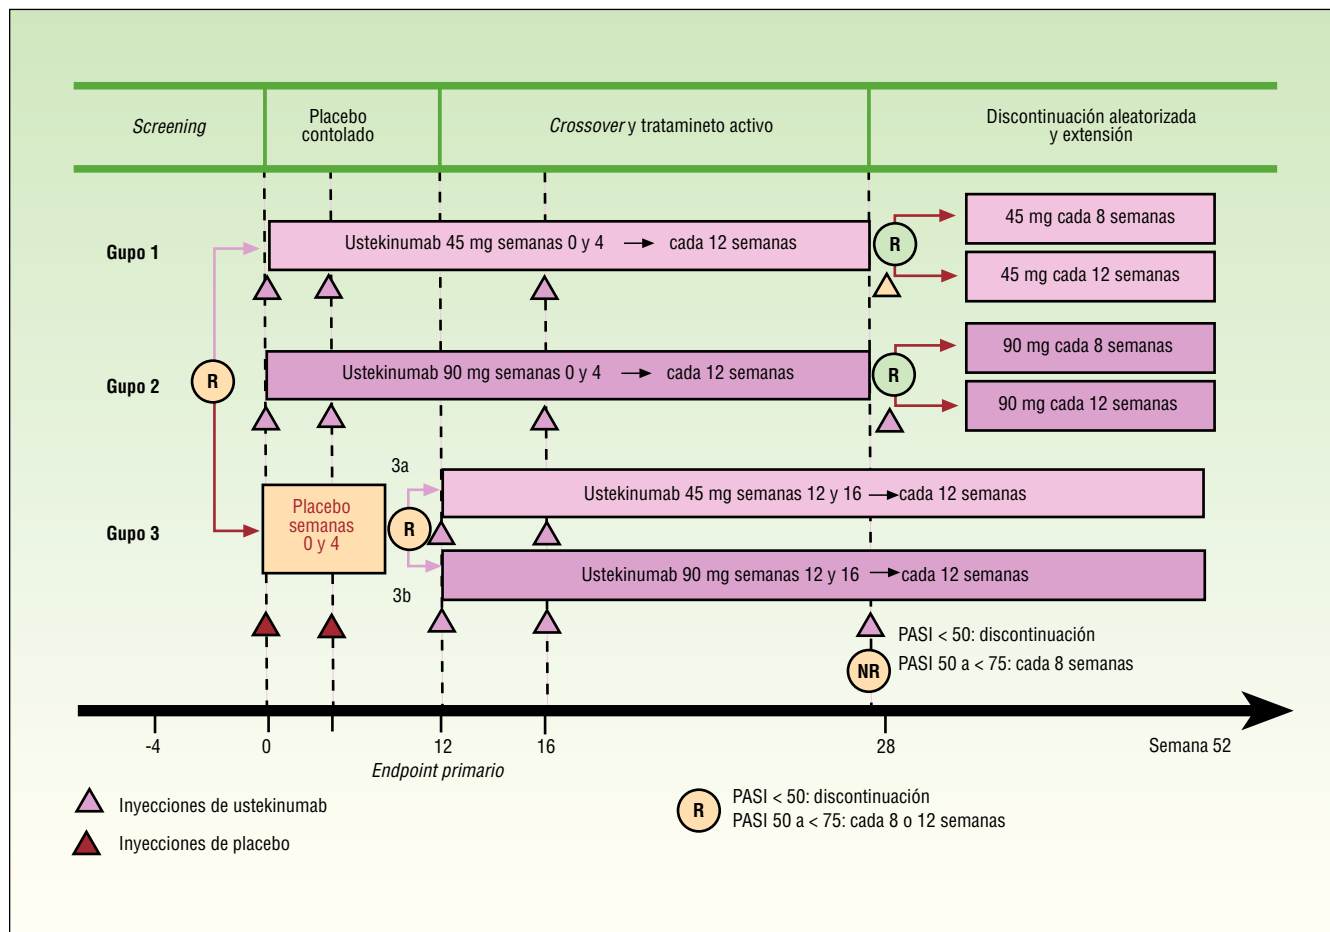 Screening
Placebo
contolado
Crossover y tratamineto activo
Discontinuación aleatorizada
y extensión
Gupo 1
Ustekinumab 45 mg semanas 0 y 4 → cada 12 semanas
R
45 mg cada 8 semanas
45 mg cada 12 semanas
R
Gupo 2
Ustekinumab 90 mg semanas 0 y 4 → cada 12 semanas
R
90 mg cada 8 semanas
90 mg cada 12 semanas
Gupo 3
Placebo
semanas
0 y 4
3a
R
3b
Ustekinumab 45 mg semanas 12 y 16 → cada 12 semanas
Ustekinumab 90 mg semanas 12 y 16 → cada 12 semanas
PASI < 50: discontinuación
NR
PASI 50 a < 75: cada 8 semanas
-4
0
12
16
28
Semana 52
Endpoint primario
Inyecciones de ustekinumab
Inyecciones de placebo
R
PASI < 50: discontinuación
PASI 50 a < 75: cada 8 o 12 semanas